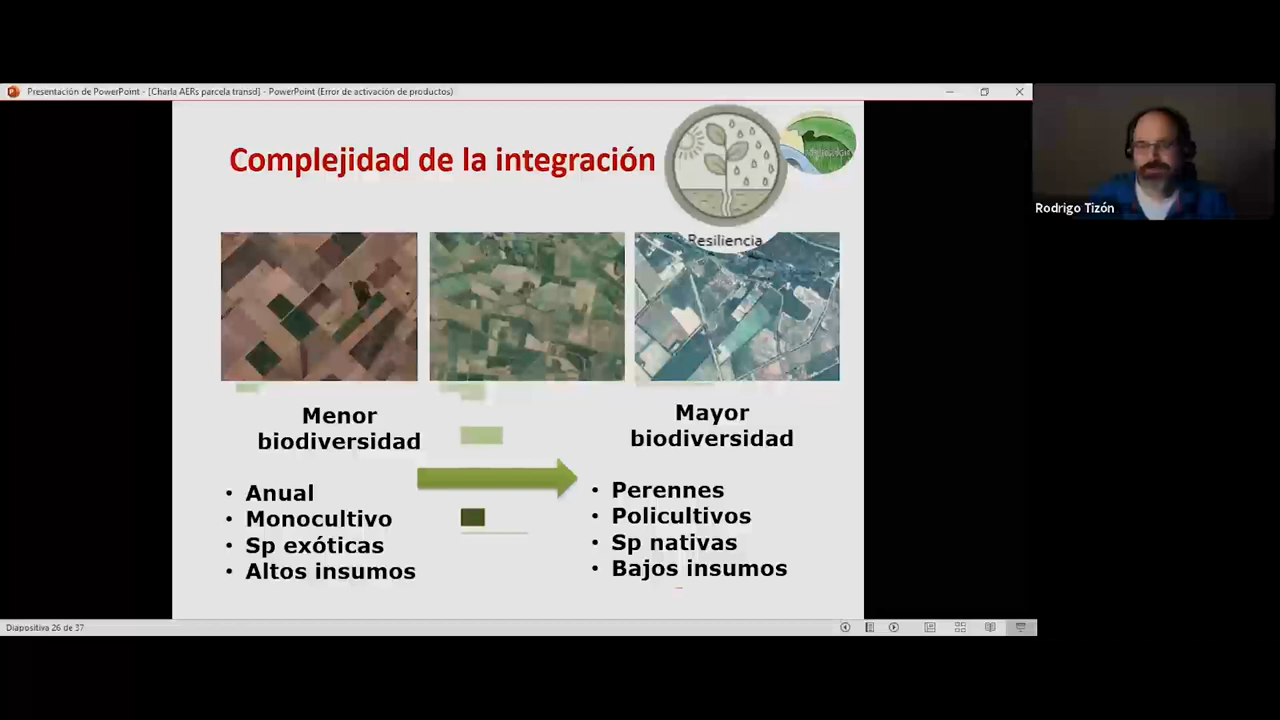 Presentación de PowerPoint - [Charla AERs parcela transd] - PowerPoint (Error de activación de productos)
Complejidad de la integración
Resiliencia
Rodrigo Tizón
Menor
biodiversidad
• Anual
• Monocultivo
• Sp exóticas
• Altos insumos
Mayor
biodiversidad
• Perennes
• Policultivos
• Sp nativas
• Bajos insumos
Diapositiva 26 de 37